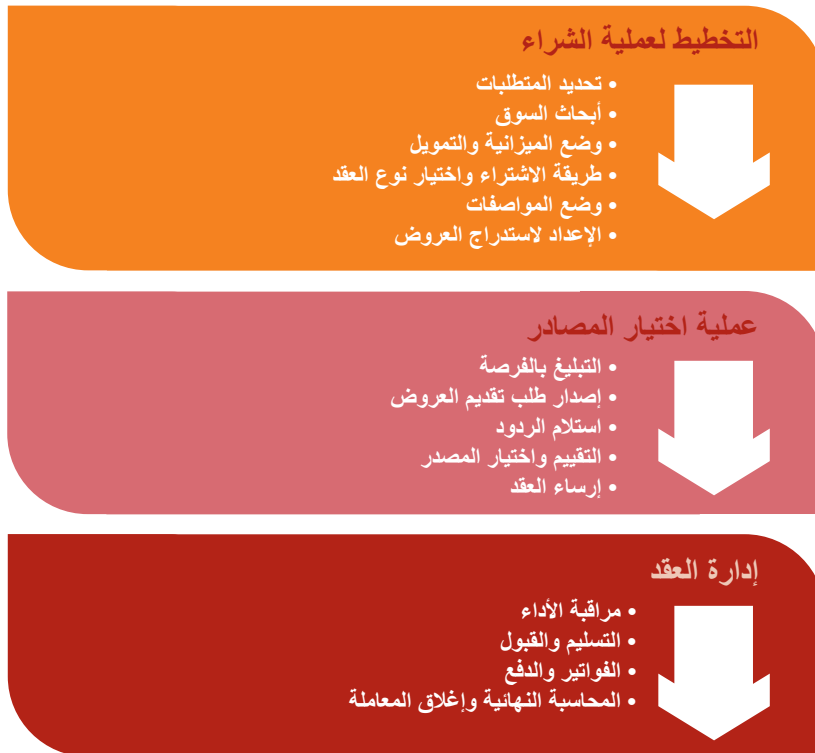 التخطيط لعملية الشراء
• تحديد المتطلبات
• أبحاث السوق
• وضع الميزانية والتمويل
• طريقة الاشتراء واختيار نوع العقد
• وضع المواصفات
• الإعداد لاستدراج العروض
عملية اختيار المصادر
• التبليغ بالفرصة
• إصدار طلب تقديم العروض
• استلام الردود
• التقييم واختيار المصدر
• إرساء العقد
إدارة العقد
• مراقبة الأداء
• التسليم والقبول
• الفواتير والدفع
• المحاسبة النهائية وإغلاق المعاملة